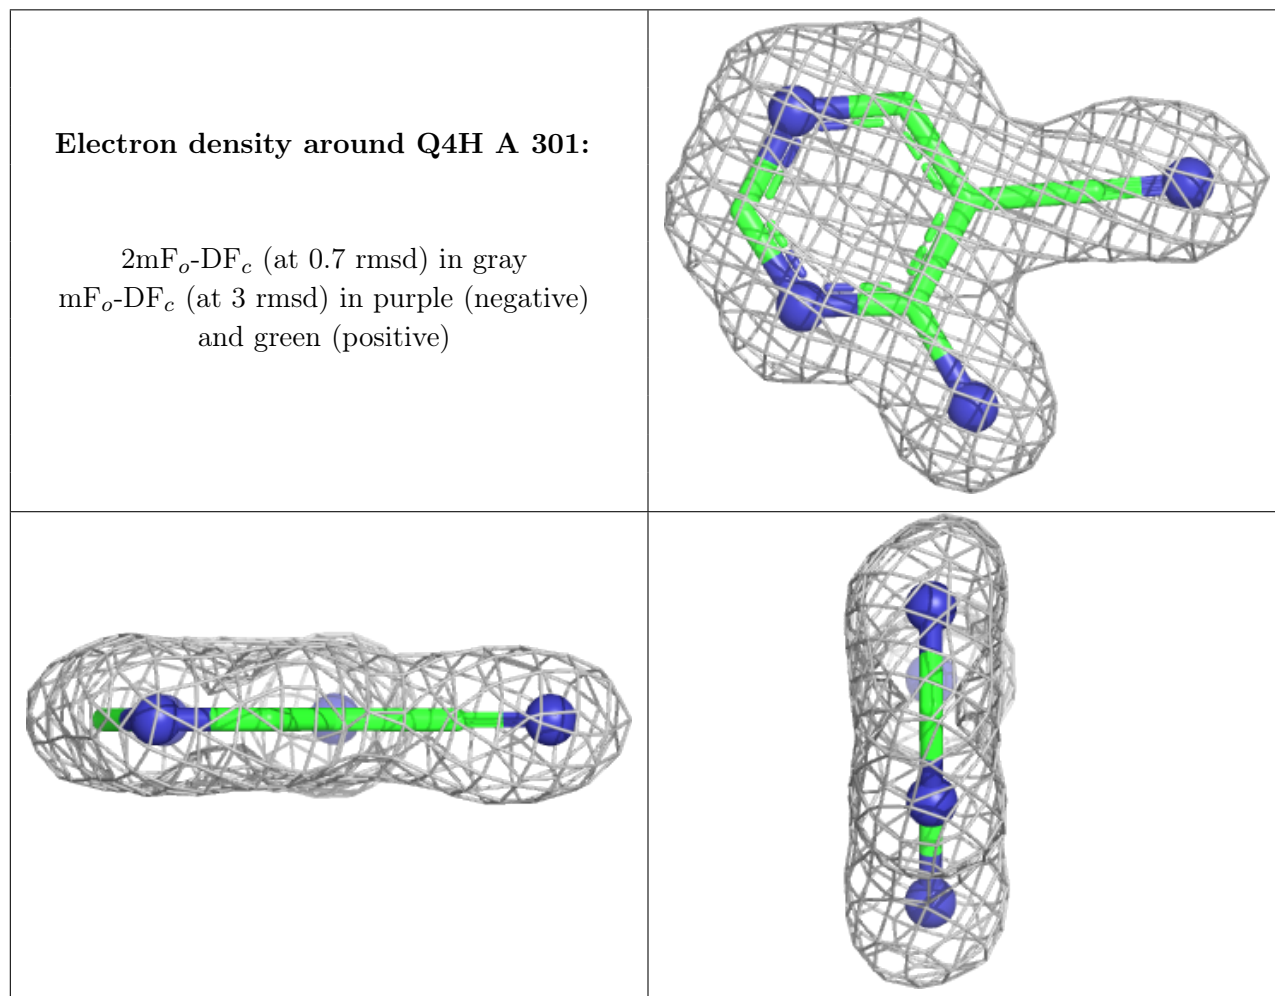 Electron density around Q4H A 301:
2mFₒ-DF𝒸 (at 0.7 rmsd) in gray
mFₒ-DF𝒸 (at 3 rmsd) in purple (negative)
and green (positive)